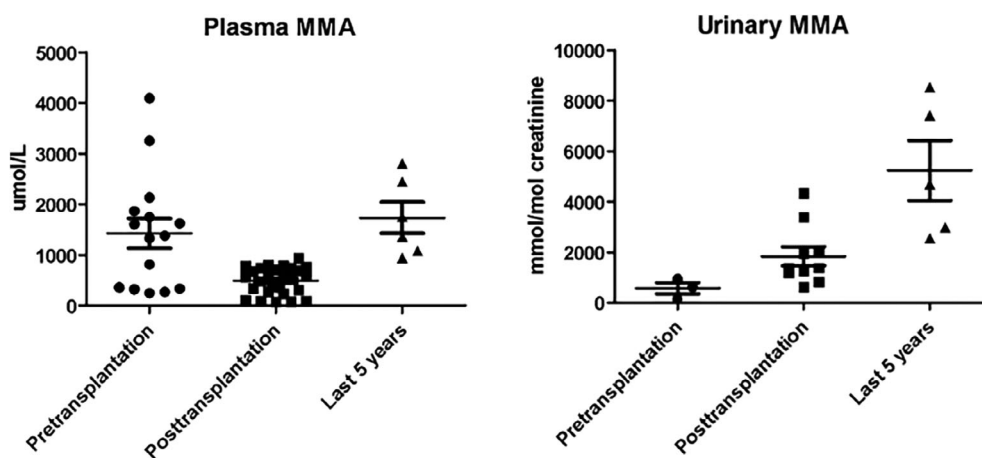 Plasma MMA
umol/L
5000
4000
3000
2000
1000
0
Pretransplantation
Posttransplantation
Last 5 years
Urinary MMA
mmol/mol creatinine
10000
8000
6000
4000
2000
0
Pretransplantation
Posttransplantation
Last 5 years